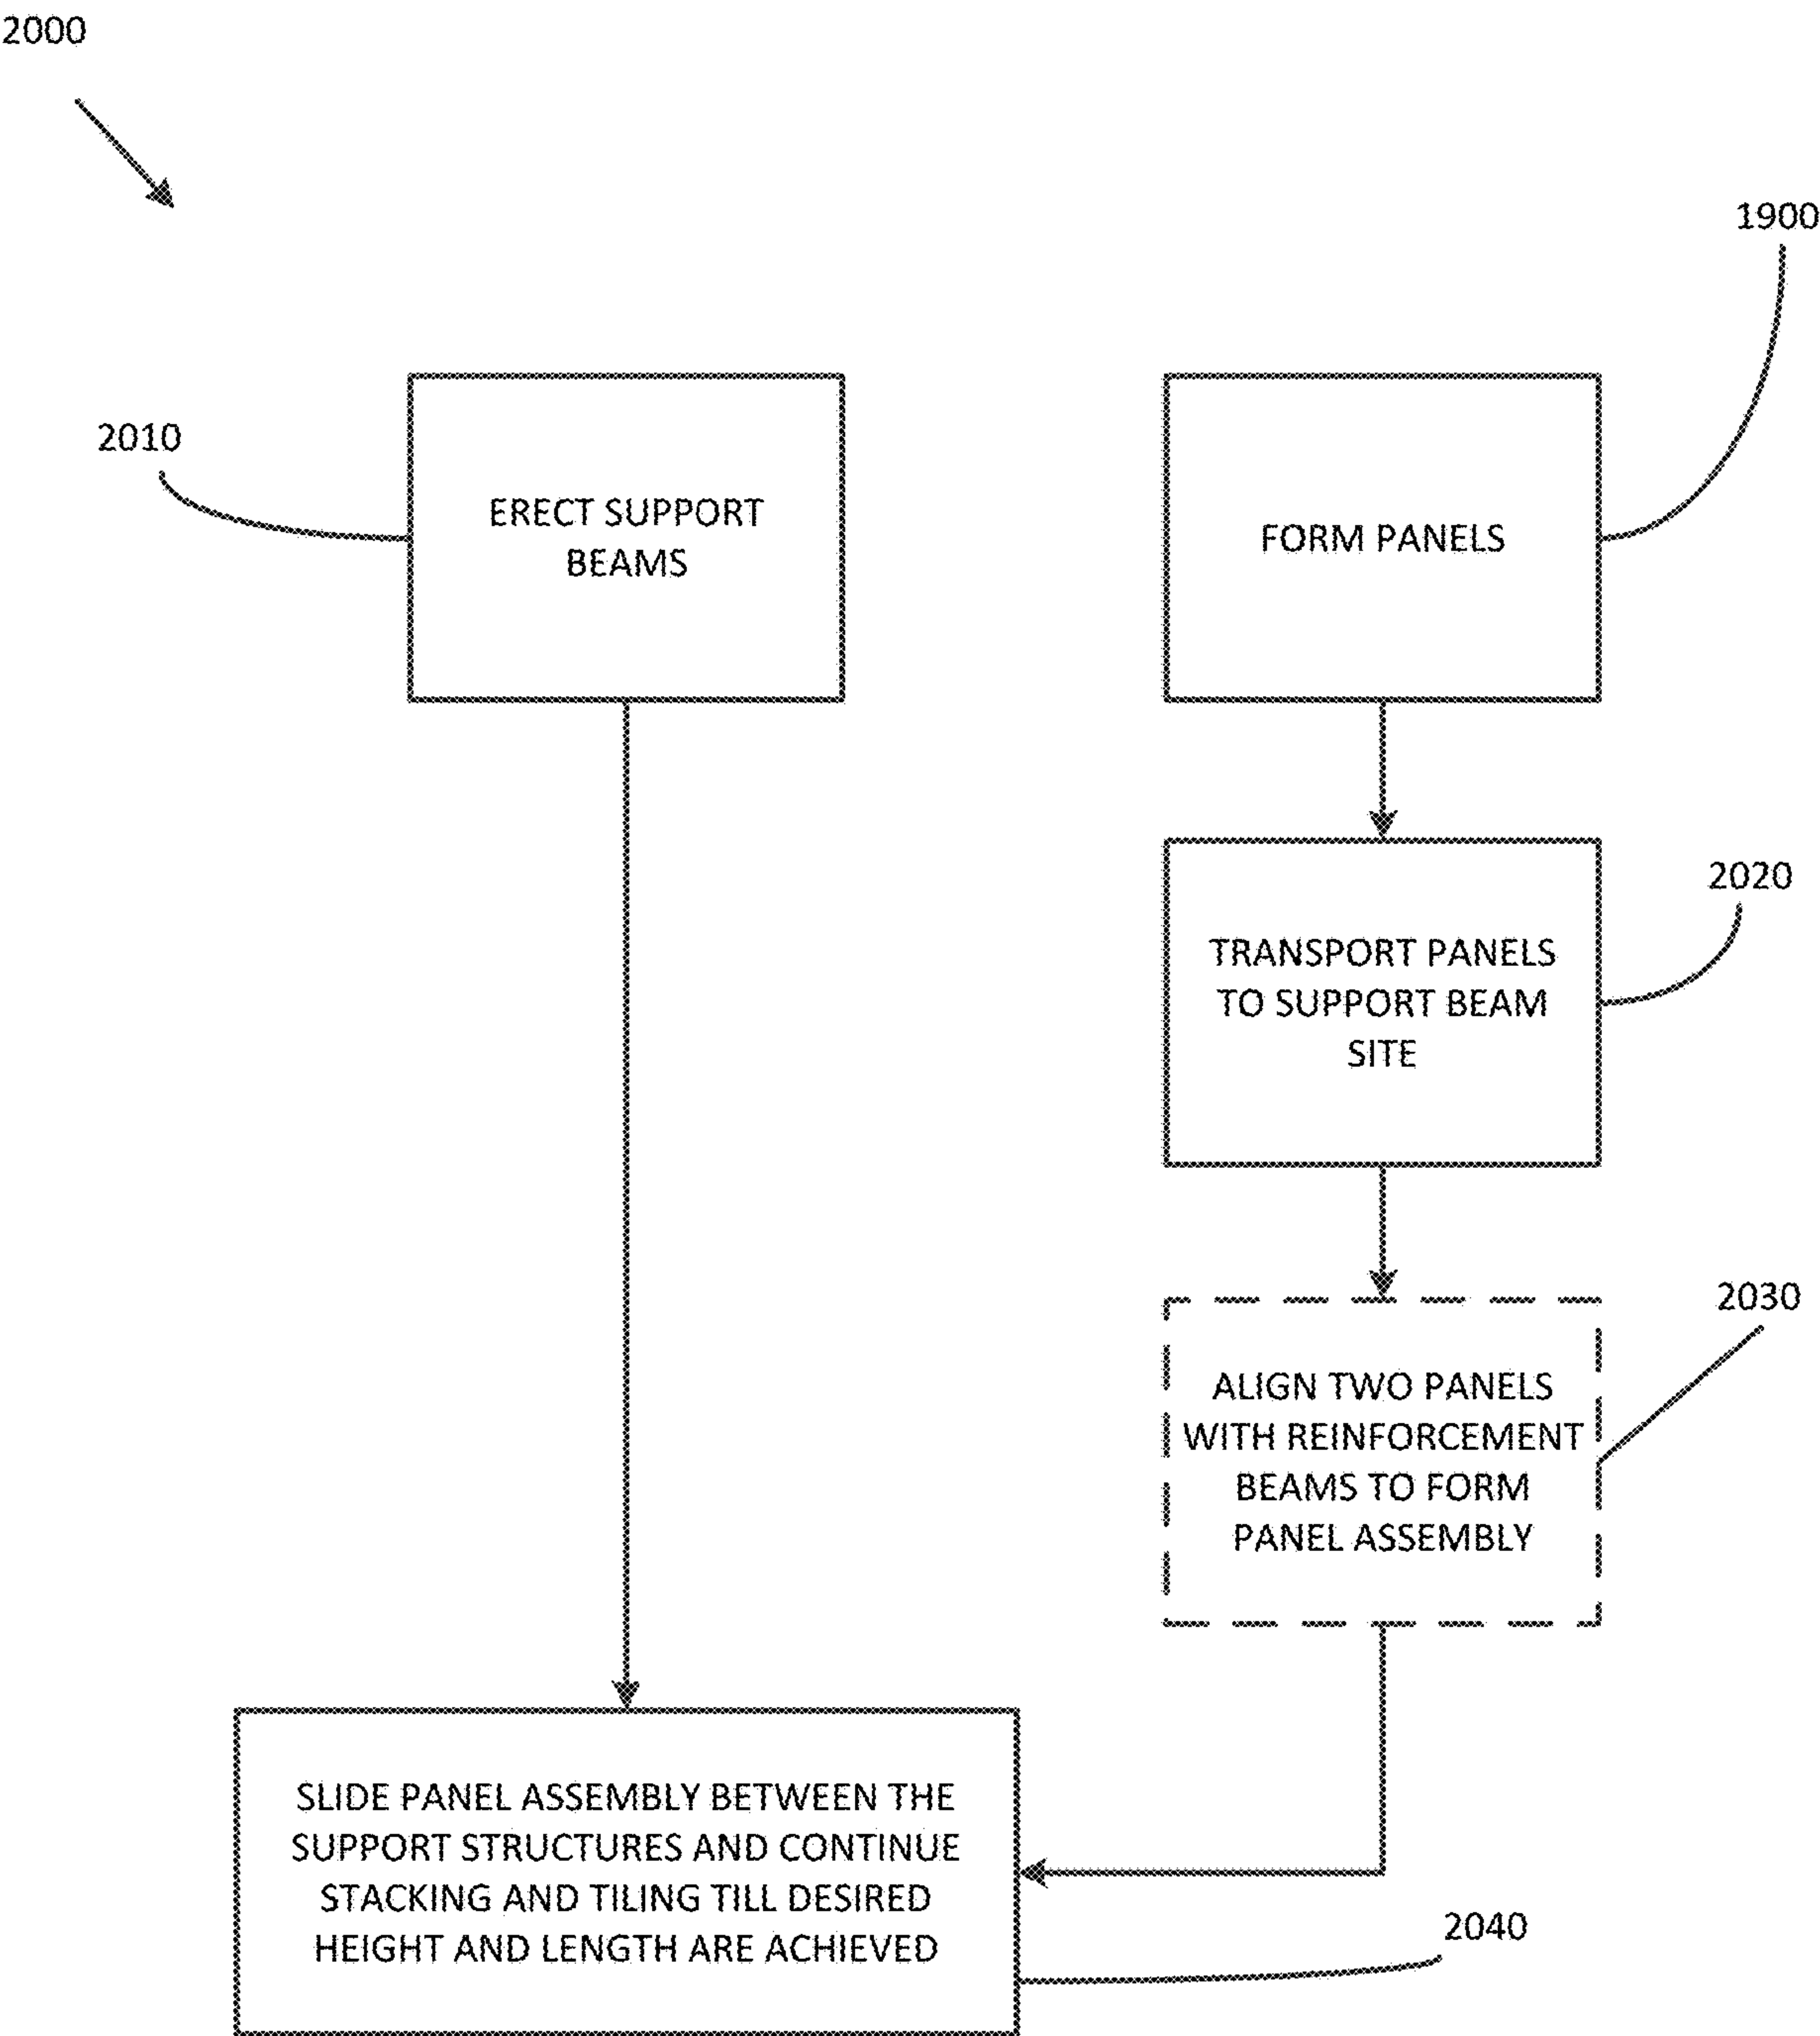 2000
1900
2010
ERECT SUPPORT
BEAMS
FORM PANELS
2020
TRANSPORT PANELS
TO SUPPORT BEAM
SITE
2030
ALIGN TWO PANELS
WITH REINFORCEMENT
BEAMS TO FORM
PANEL ASSEMBLY
SLIDE PANEL ASSEMBLY BETWEEN THE
SUPPORT STRUCTURES AND CONTINUE
STACKING AND TILING TILL DESIRED
HEIGHT AND LENGTH ARE ACHIEVED
2040